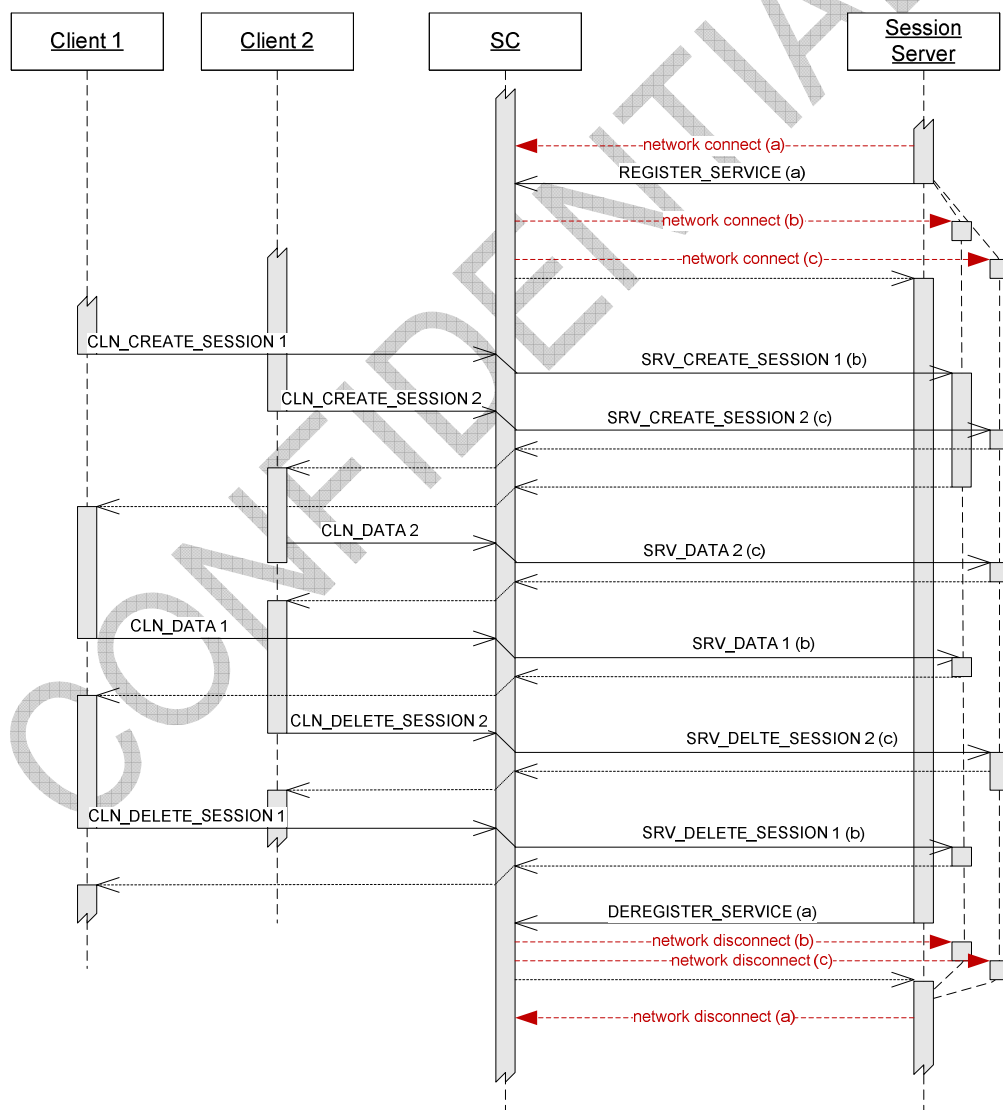 Client 1
Client 2
SC
Session
Server
network connect (a)
REGISTER_SERVICE (a)
network connect (b)
network connect (c)
CLN_CREATE_SESSION 1
SRV_CREATE_SESSION 1 (b)
CLN_CREATE_SESSION 2
SRV_CREATE_SESSION 2 (c)
CLN_DATA 2
SRV_DATA 2 (c)
CLN_DATA 1
SRV_DATA 1 (b)
CLN_DELETE_SESSION 2
SRV_DELTE_SESSION 2 (c)
CLN_DELETE_SESSION 1
SRV_DELETE_SESSION 1 (b)
DEREGISTER_SERVICE (a)
network disconnect (b)
network disconnect (c)
network disconnect (a)
CONFIDENTIA